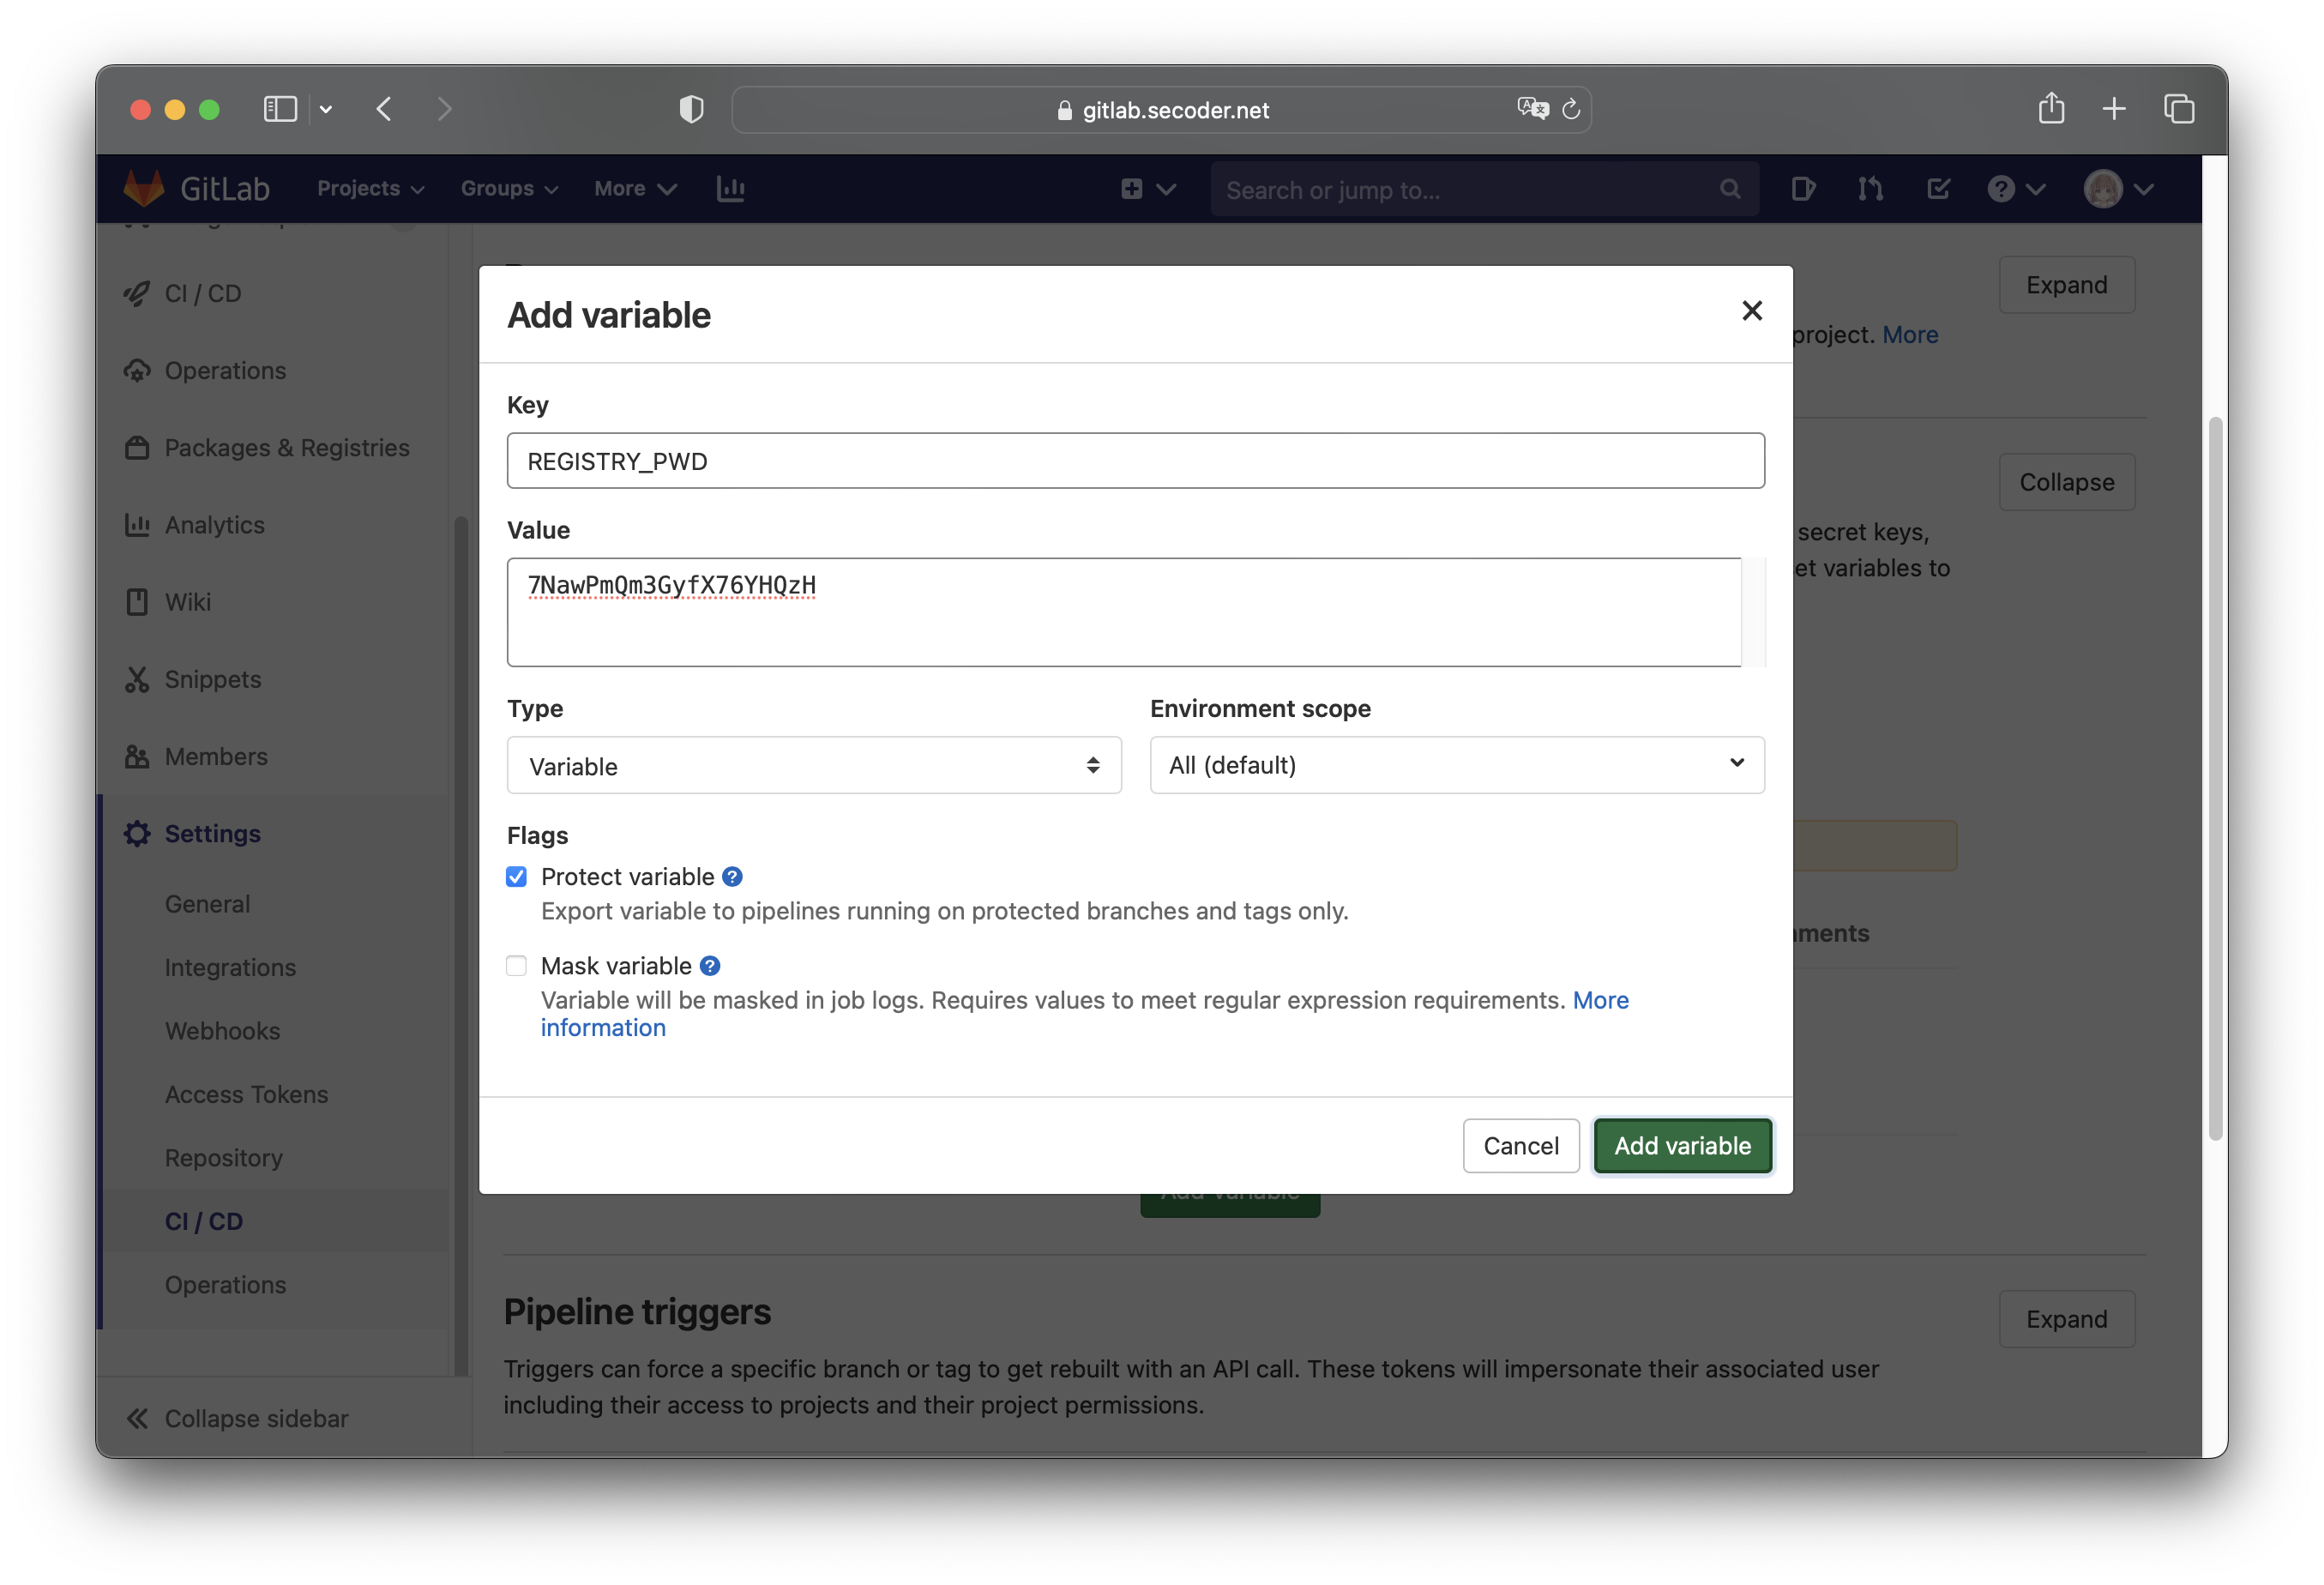 gitlab.secoder.net
GitLab Projects Groups More Search or jump to...
CI / CD
Operations
Packages & Registries
Analytics
Wiki
Snippets
Members
Settings
General
Integrations
Webhooks
Access Tokens
Repository
CI / CD
Operations
Collapse sidebar
Expand
project. More
Collapse
secret keys,
et variables to
Add variable
Key
REGISTRY_PWD
Value
7NawPmQm3GyfX76YHQzH
Type
Environment scope
Variable
All (default)
Flags
Protect variable
Export variable to pipelines running on protected branches and tags only.
Mask variable
Variable will be masked in job logs. Requires values to meet regular expression requirements. More
information
Cancel Add variable
Pipeline triggers
Expand
Triggers can force a specific branch or tag to get rebuilt with an API call. These tokens will impersonate their associated user
including their access to projects and their project permissions.